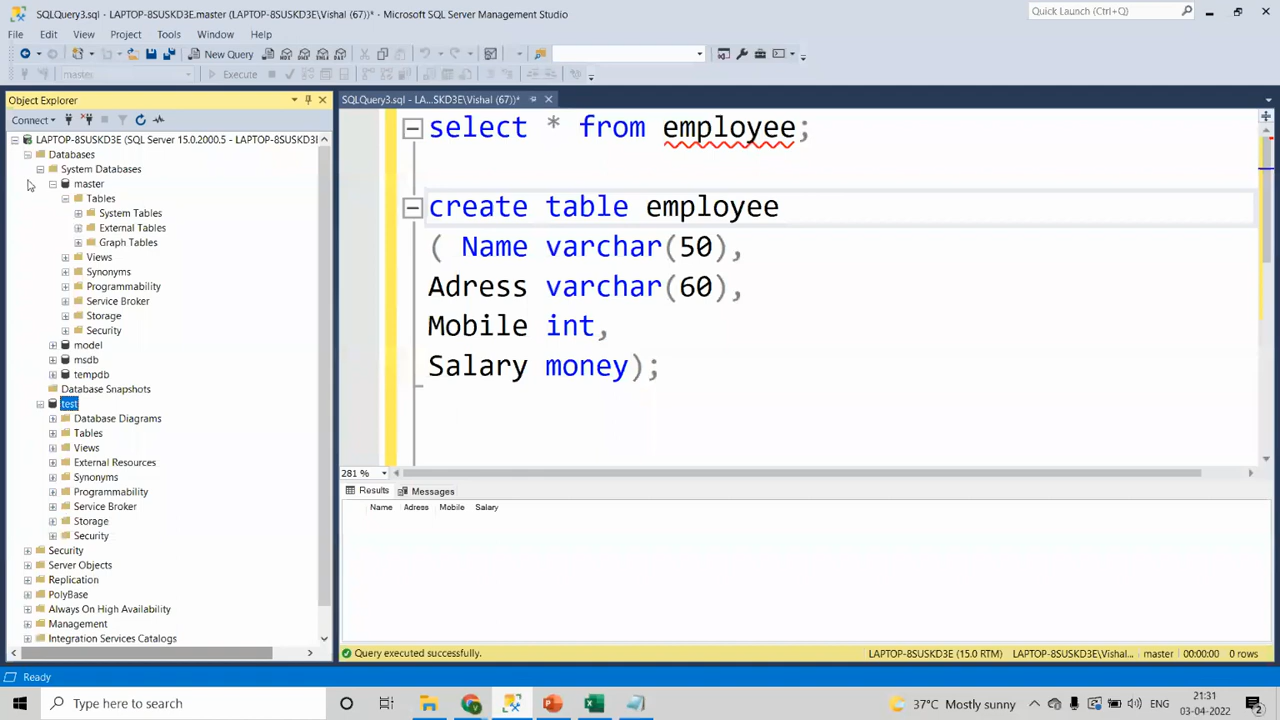 SQLQuery3.sql - LAPTOP-8SUSKD3E.master (LAPTOP-8SUSKD3E\Vishal (67))* - Microsoft SQL Server Management Studio
Quick Launch (Ctrl+Q)
File Edit View Project Tools Window Help
New Query
master
Execute
Object Explorer
SQLQuery3.sql - LA...SKD3E\Vishal (67))*
Connect
LAPTOP-8SUSKD3E (SQL Server 15.0.2000.5 - LAPTOP-8SUSKD3E\
Databases
System Databases
master
Tables
System Tables
External Tables
Graph Tables
Views
Synonyms
Programmability
Service Broker
Storage
Security
model
msdb
tempdb
Database Snapshots
test
Database Diagrams
Tables
Views
External Resources
Synonyms
Programmability
Service Broker
Storage
Security
Security
Server Objects
Replication
PolyBase
Always On High Availability
Management
Integration Services Catalogs
select * from employee;
create table employee
( Name varchar(50),
Adress varchar(60),
Mobile int,
Salary money);
281 %
Results Messages
Name Adress Mobile Salary
Query executed successfully.
LAPTOP-8SUSKD3E (15.0 RTM) LAPTOP-8SUSKD3E\Vishal... master 00:00:00 0 rows
Ready
Type here to search
37°C Mostly sunny
ENG
21:31
03-04-2022
2